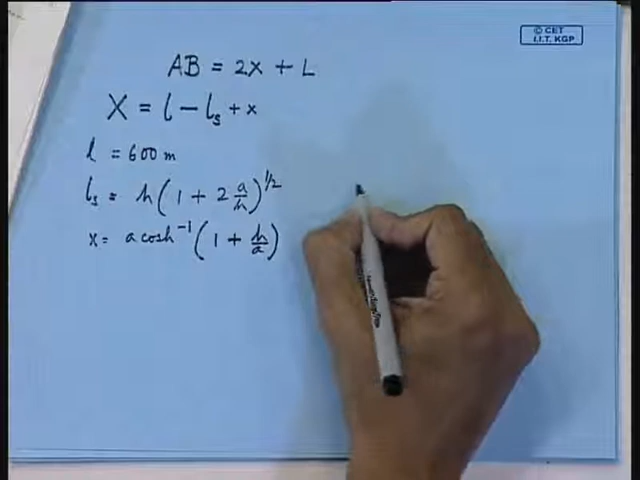 © CET
I.I.T. KGP
AB = 2X + L
X = l - ls + x
l = 600 m
ls = h(1 + 2 a/h)^1/2
x = a cosh^-1(1 + h/a)